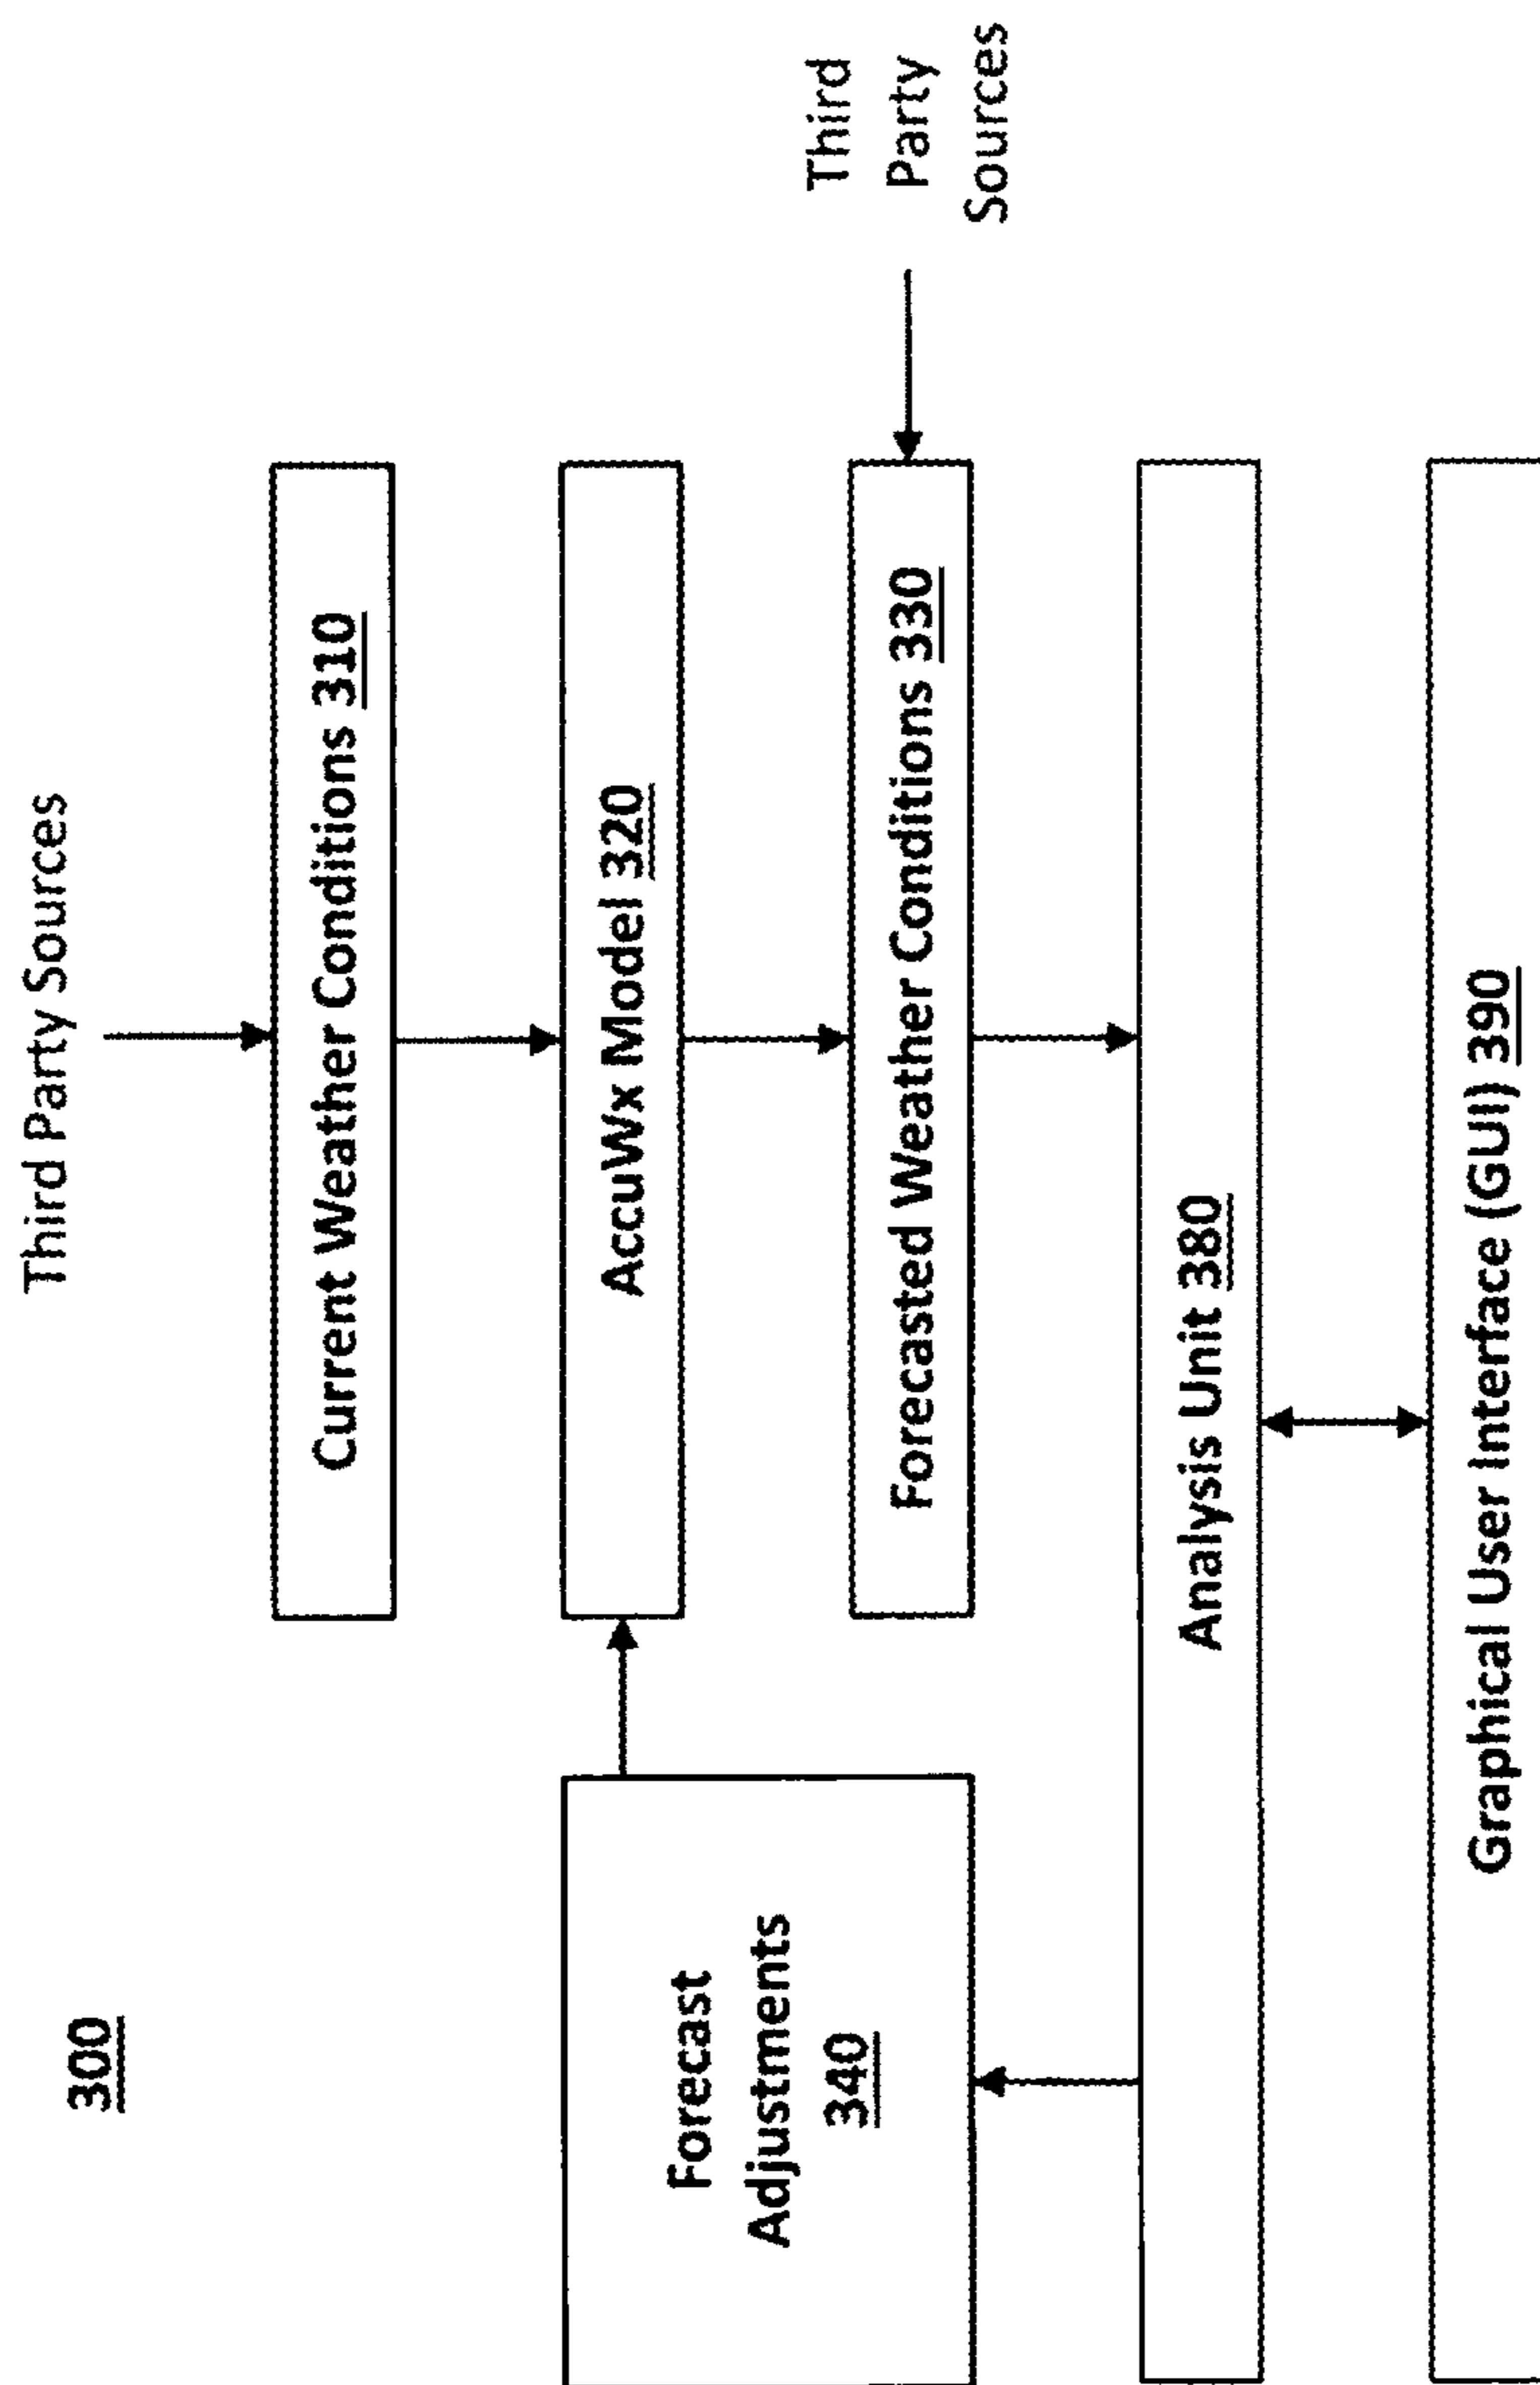 300
Third Party Sources
Current Weather Conditions 310
AccuWx Model 320
Third
Party
Sources
Forecasted Weather Conditions 330
Forecast
Adjustments
340
Analysis Unit 380
Graphical User Interface (GUI) 390